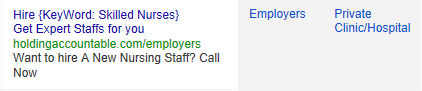 Hire {KeyWord: Skilled Nurses}
Get Expert Staffs for you
holdingaccountable.com/employers
Want to hire A New Nursing Staff? Call
Now
Employers
Private
Clinic/Hospital